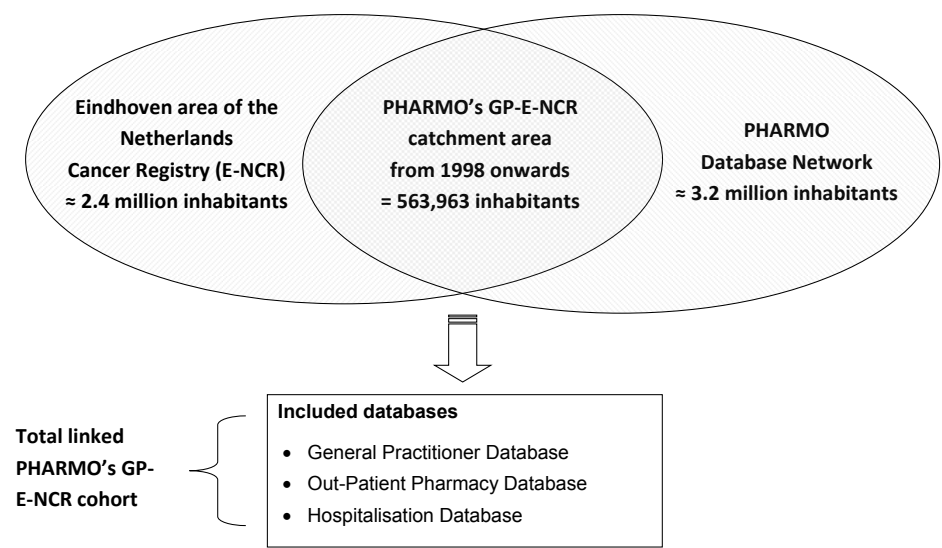 Eindhoven area of the
Netherlands
Cancer Registry (E-NCR)
≈ 2.4 million inhabitants
PHARMO’s GP-E-NCR
catchment area
from 1998 onwards
= 563,963 inhabitants
PHARMO
Database Network
≈ 3.2 million inhabitants
Total linked
PHARMO’s GP-
E-NCR cohort
Included databases
• General Practitioner Database
• Out-Patient Pharmacy Database
• Hospitalisation Database